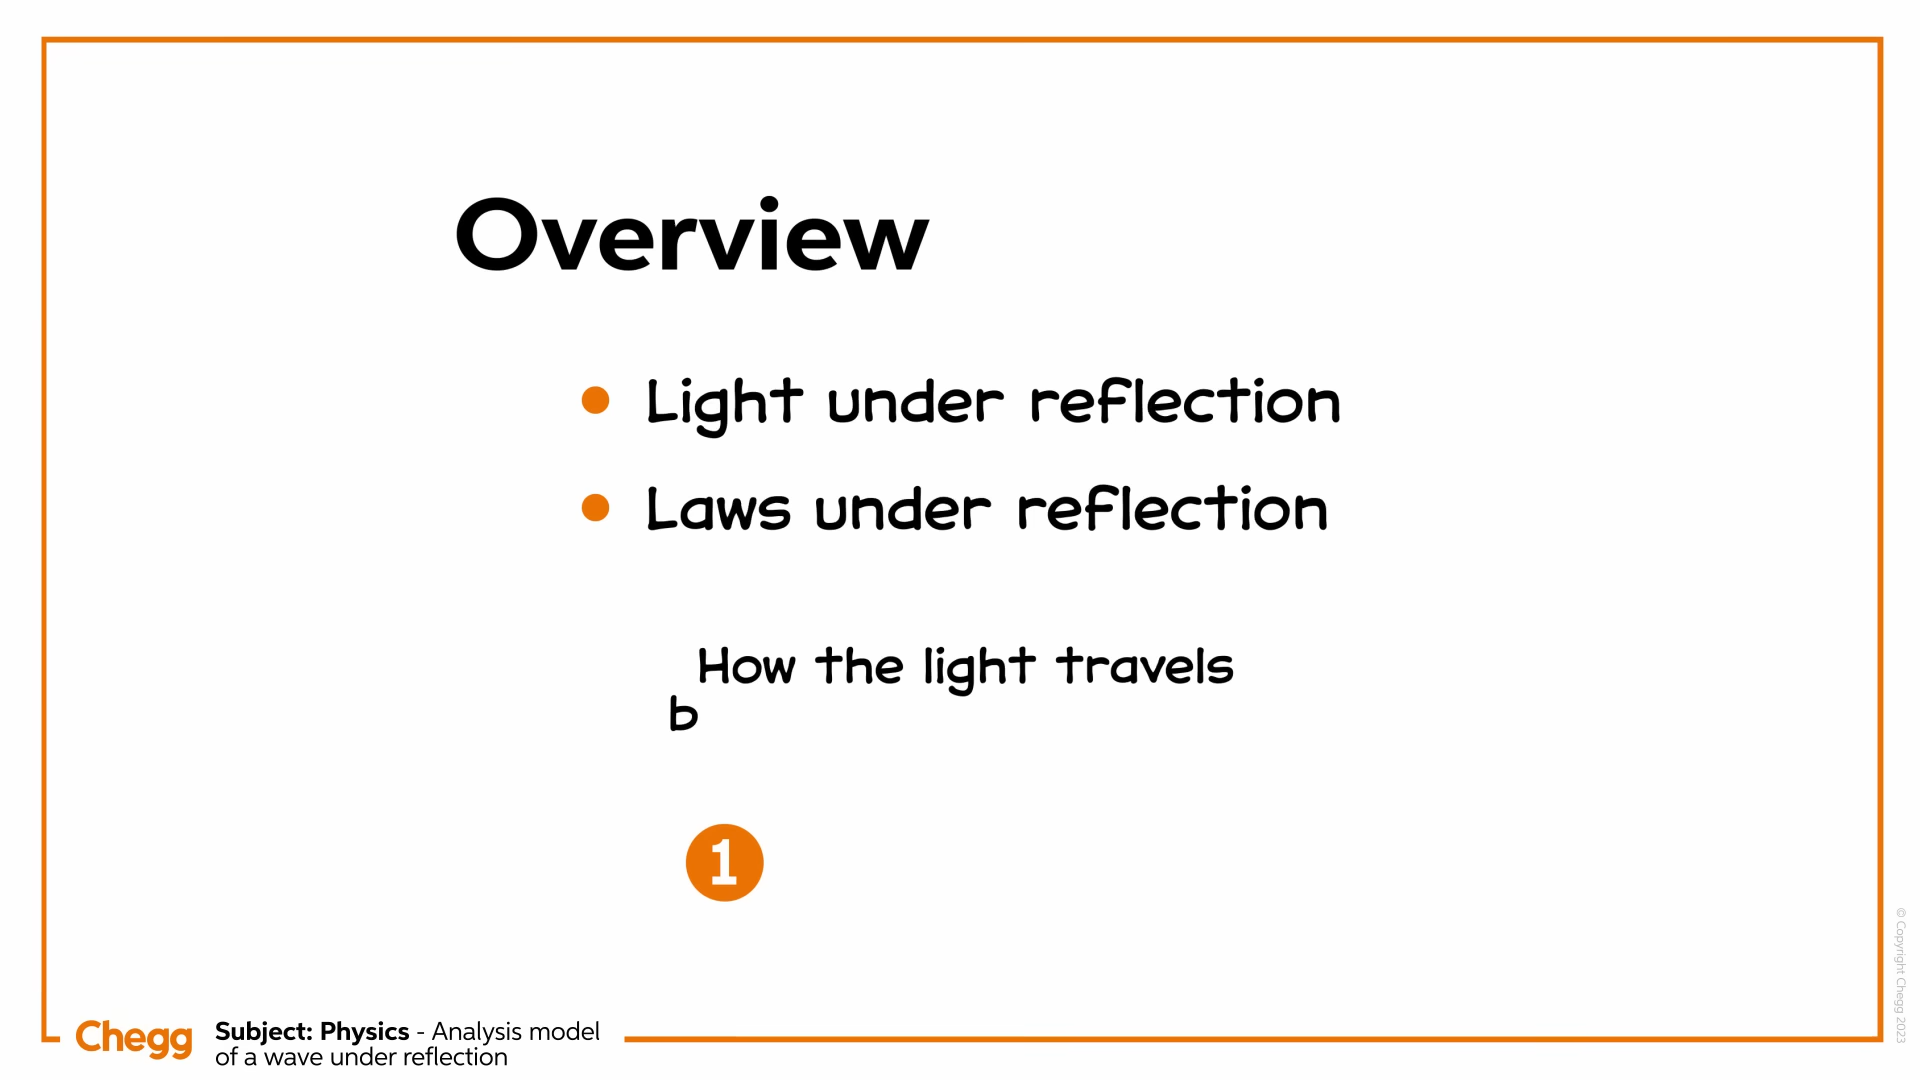 Overview
Light under reflection
Laws under reflection
How the light travels
b
1
Chegg
Subject: Physics - Analysis model
of a wave under reflection
© Copyright Chegg 2023